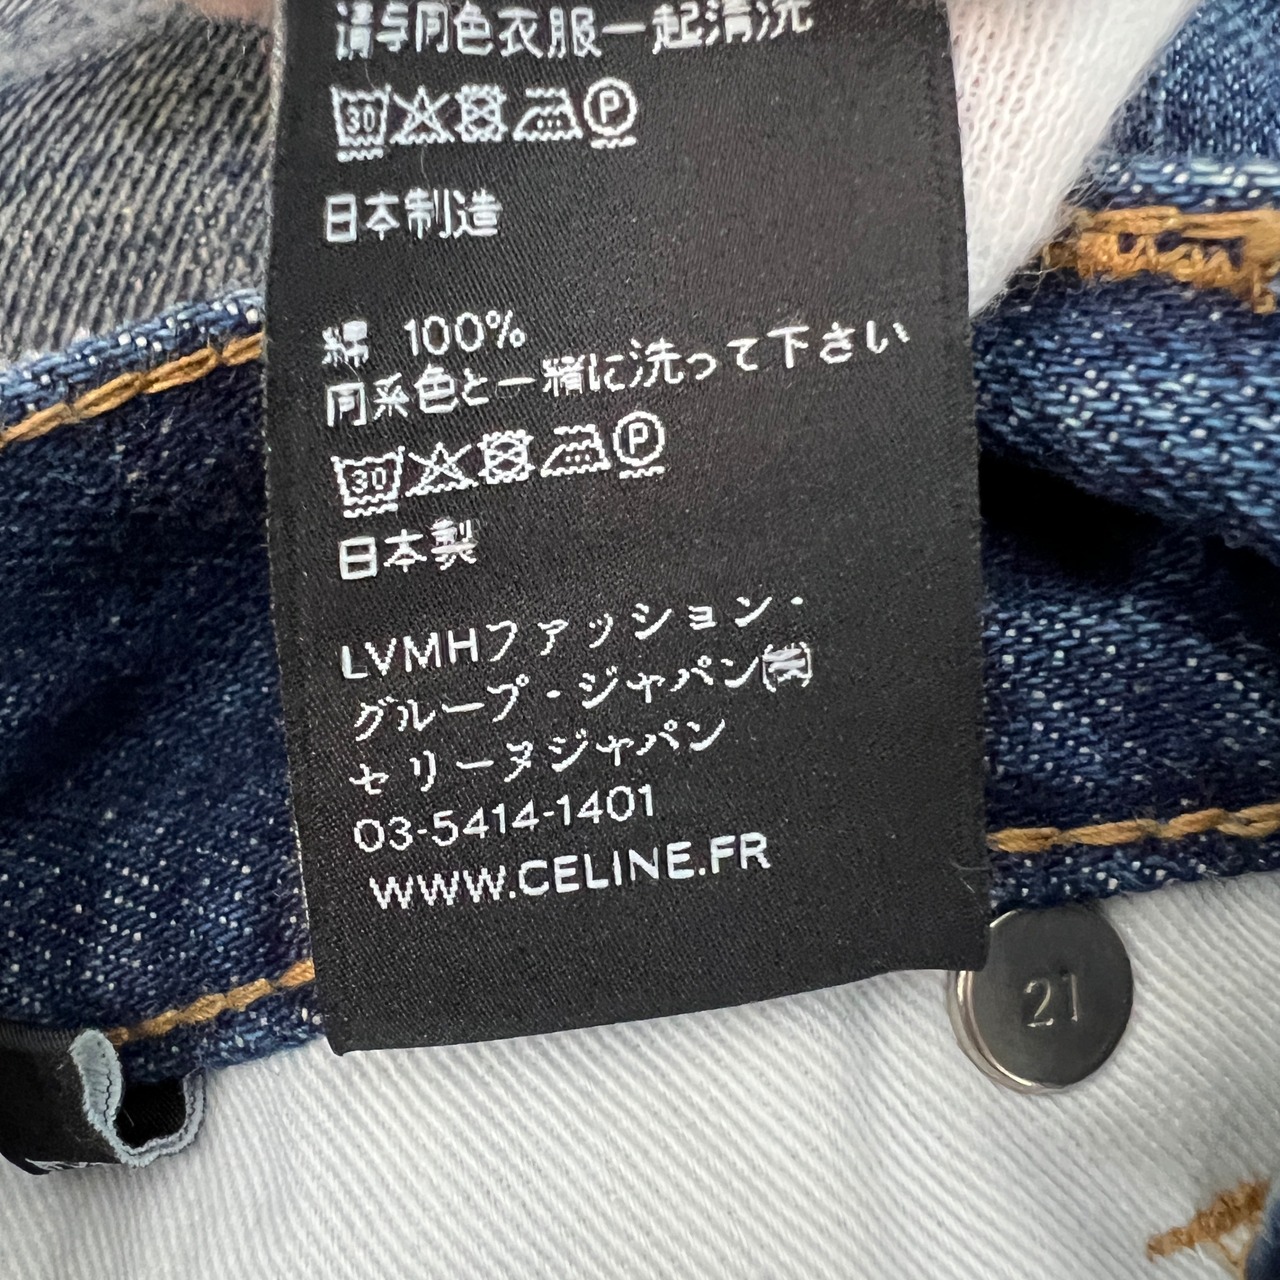 请与同色衣服一起清洗
30 P
日本制造
綿 100%
同系色と一緒に洗って下さい
30 P
日本製
LVMHファッション・
グループ・ジャパン㈱
セリーヌジャパン
03-5414-1401
WWW.CELINE.FR
21